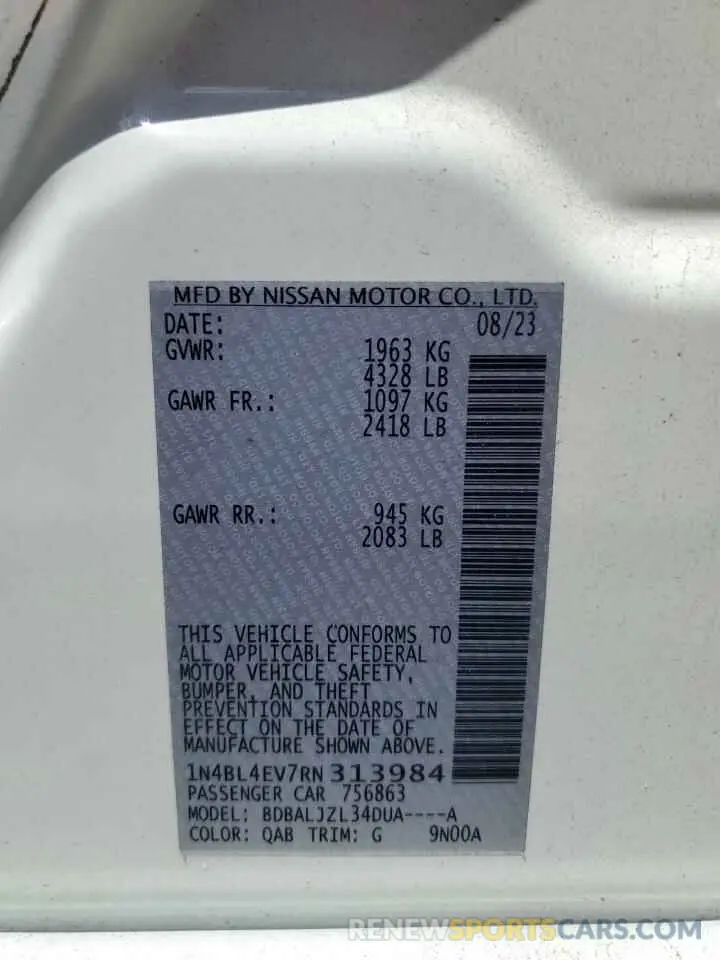 MFD BY NISSAN MOTOR CO., LTD.
DATE: 08/23
GVWR: 1963 KG
4328 LB
GAWR FR.: 1097 KG
2418 LB
GAWR RR.: 945 KG
2083 LB
THIS VEHICLE CONFORMS TO
ALL APPLICABLE FEDERAL
MOTOR VEHICLE SAFETY,
BUMPER, AND THEFT
PREVENTION STANDARDS IN
EFFECT ON THE DATE OF
MANUFACTURE SHOWN ABOVE.
1N4BL4EV7RN313984
PASSENGER CAR 756863
MODEL: BDBALJZL34DUA----A
COLOR: QAB TRIM: G 9N00A
RENEWSPORTSCARS.COM